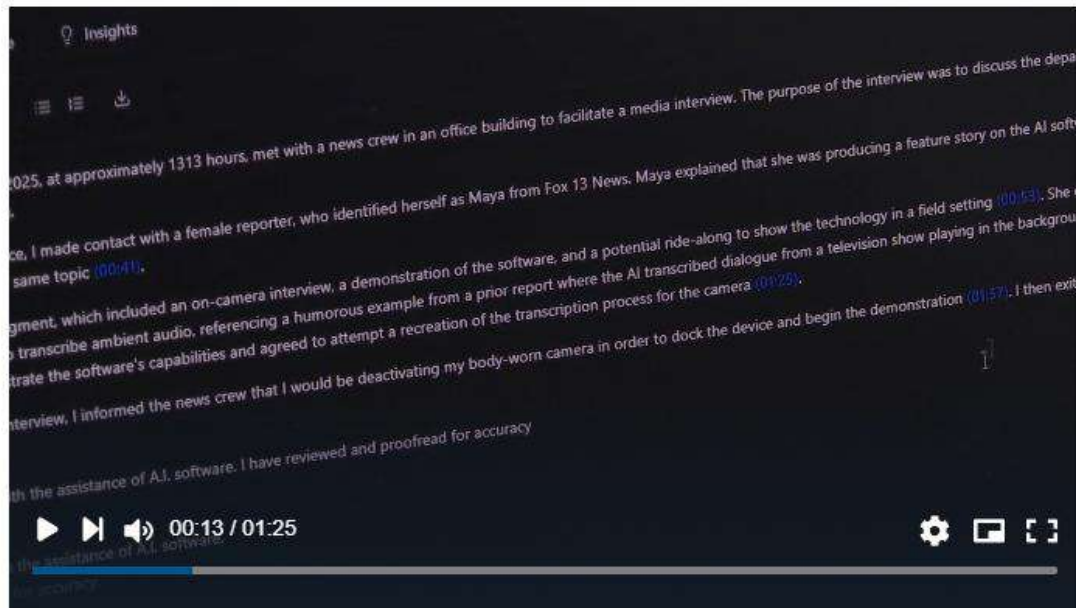 Insights
2025, at approximately 1313 hours, met with a news crew in an office building to facilitate a media interview. The purpose of the interview was to discuss the depa
ce, I made contact with a female reporter, who identified herself as Maya from Fox 13 News. Maya explained that she was producing a feature story on the AI soft
same topic (00:41).
gment, which included an on-camera interview, a demonstration of the software, and a potential ride-along to show the technology in a field setting (00:53). She
o transcribe ambient audio, referencing a humorous example from a prior report where the AI transcribed dialogue from a television show playing in the backgrou
trate the software's capabilities and agreed to attempt a recreation of the transcription process for the camera (01:25).
nterview, I informed the news crew that I would be deactivating my body-worn camera in order to dock the device and begin the demonstration (01:57). I then exit
th the assistance of A.I. software. I have reviewed and proofread for accuracy
00:13 / 01:25
the assistance of A.I. software.
for accuracy